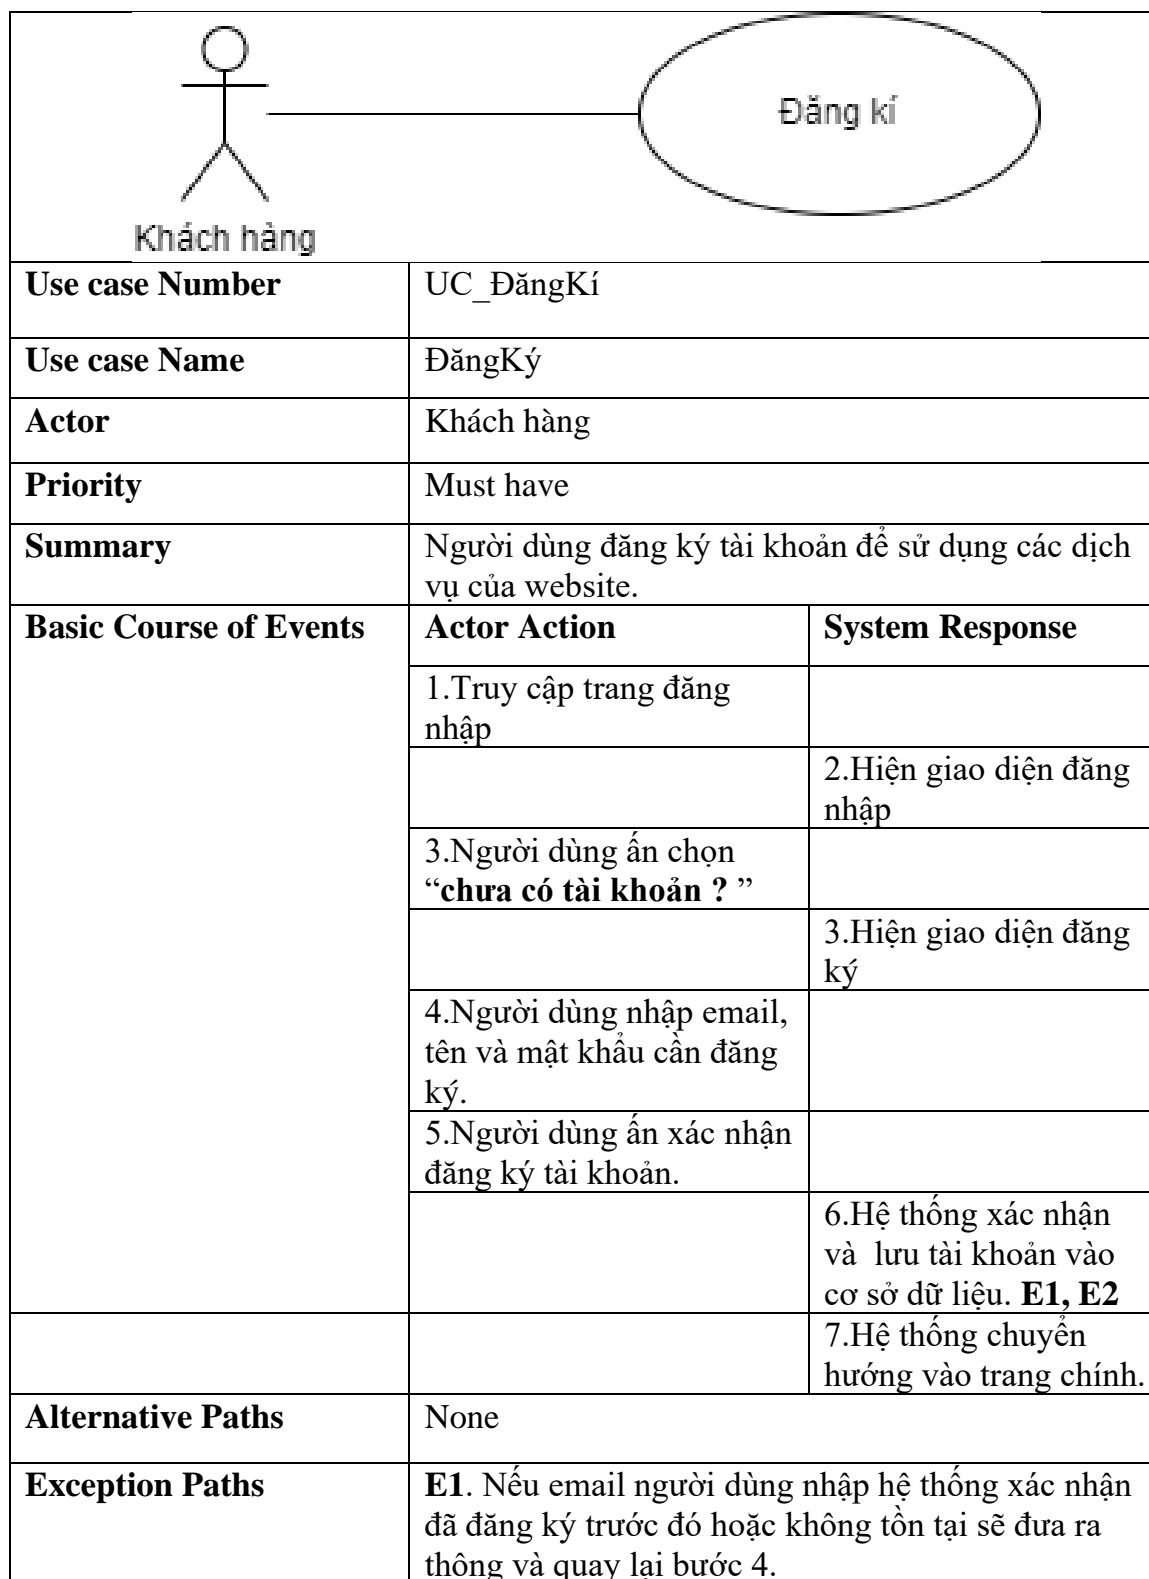 Đăng kí
Khách hàng
Use case Number
UC_ĐăngKí
Use case Name
ĐăngKý
Actor
Khách hàng
Priority
Must have
Summary
Người dùng đăng ký tài khoản để sử dụng các dịch
vụ của website.
Basic Course of Events
Actor Action
System Response
1.Truy cập trang đăng
nhập
2.Hiện giao diện đăng
nhập
3.Người dùng ấn chọn
“chưa có tài khoản ? ”
3.Hiện giao diện đăng
ký
4.Người dùng nhập email,
tên và mật khẩu cần đăng
ký.
5.Người dùng ấn xác nhận
đăng ký tài khoản.
6.Hệ thống xác nhận
và  lưu tài khoản vào
cơ sở dữ liệu. E1, E2
7.Hệ thống chuyển
hướng vào trang chính.
Alternative Paths
None
Exception Paths
E1. Nếu email người dùng nhập hệ thống xác nhận
đã đăng ký trước đó hoặc không tồn tại sẽ đưa ra
thông và quay lại bước 4.